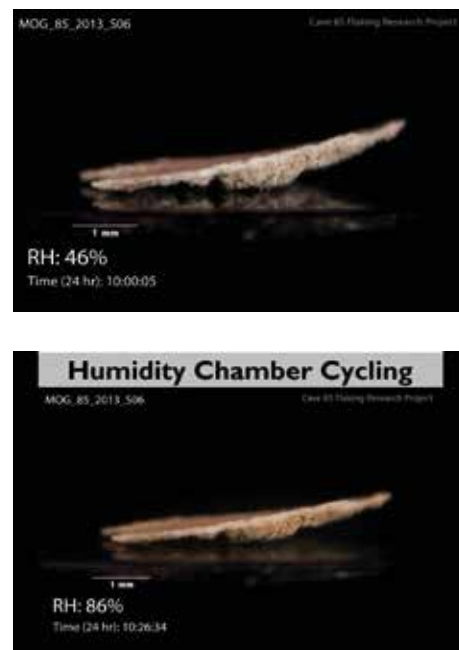 MOG_85_2013_S06
Cave 85 Flaking Research Project
1 mm
RH: 46%
Time (24 hr): 10:00:05
Humidity Chamber Cycling
MOG_85_2013_S06
Cave 85 Flaking Research Project
1 mm
RH: 86%
Time (24 hr): 10:26:34